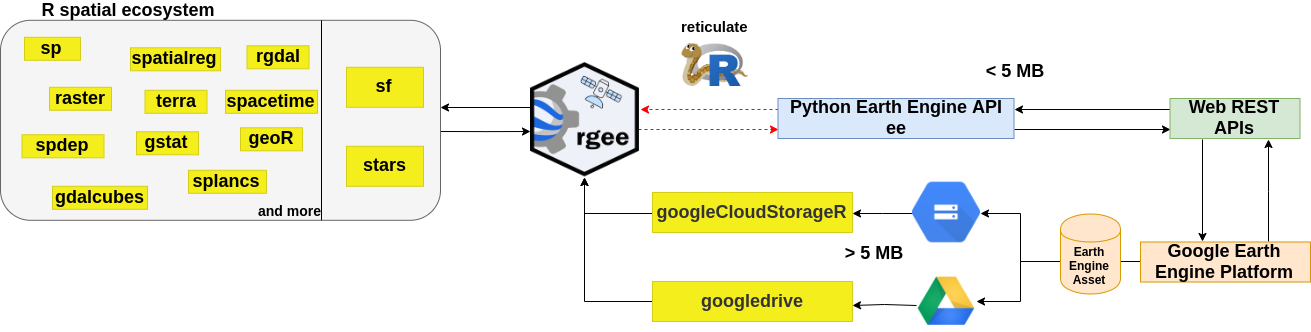 R spatial ecosystem
sp
spatialreg
rgdal
raster
terra
spacetime
spdep
gstat
geoR
splancs
gdalcubes
and more
sf
stars
rgee
reticulate
R
Python Earth Engine API
ee
< 5 MB
Web REST
APIs
googleCloudStorageR
> 5 MB
googledrive
Earth
Engine
Asset
Google Earth
Engine Platform